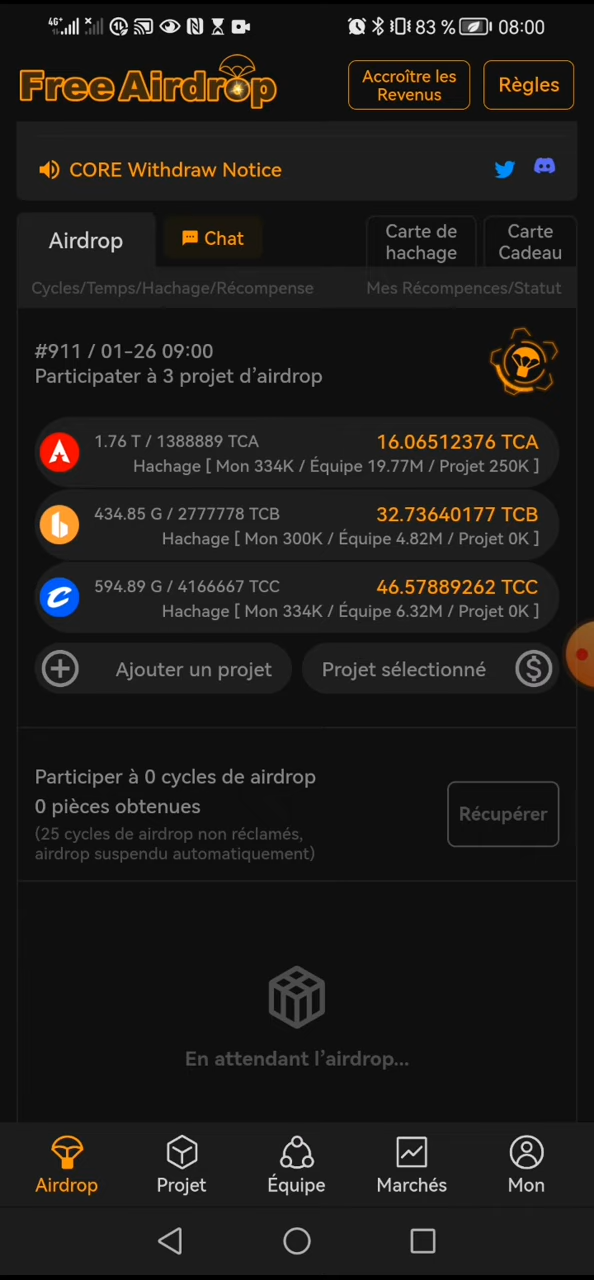 4G+ 83 % 08:00
Free Airdrop
Accroître les
Revenus
Règles
CORE Withdraw Notice
Airdrop
Chat
Carte de
hachage
Carte
Cadeau
Cycles/Temps/Hachage/Récompense
Mes Récompences/Statut
#911 / 01-26 09:00
Participater à 3 projet d’airdrop
1.76 T / 1388889 TCA
16.06512376 TCA
Hachage [ Mon 334K / Équipe 19.77M / Projet 250K ]
434.85 G / 2777778 TCB
32.73640177 TCB
Hachage [ Mon 300K / Équipe 4.82M / Projet 0K ]
594.89 G / 4166667 TCC
46.57889262 TCC
Hachage [ Mon 334K / Équipe 6.32M / Projet 0K ]
Ajouter un projet
Projet sélectionné
Participer à 0 cycles de airdrop
0 pièces obtenues
(25 cycles de airdrop non réclamés,
airdrop suspendu automatiquement)
Récupérer
En attendant l’airdrop...
Airdrop
Projet
Équipe
Marchés
Mon